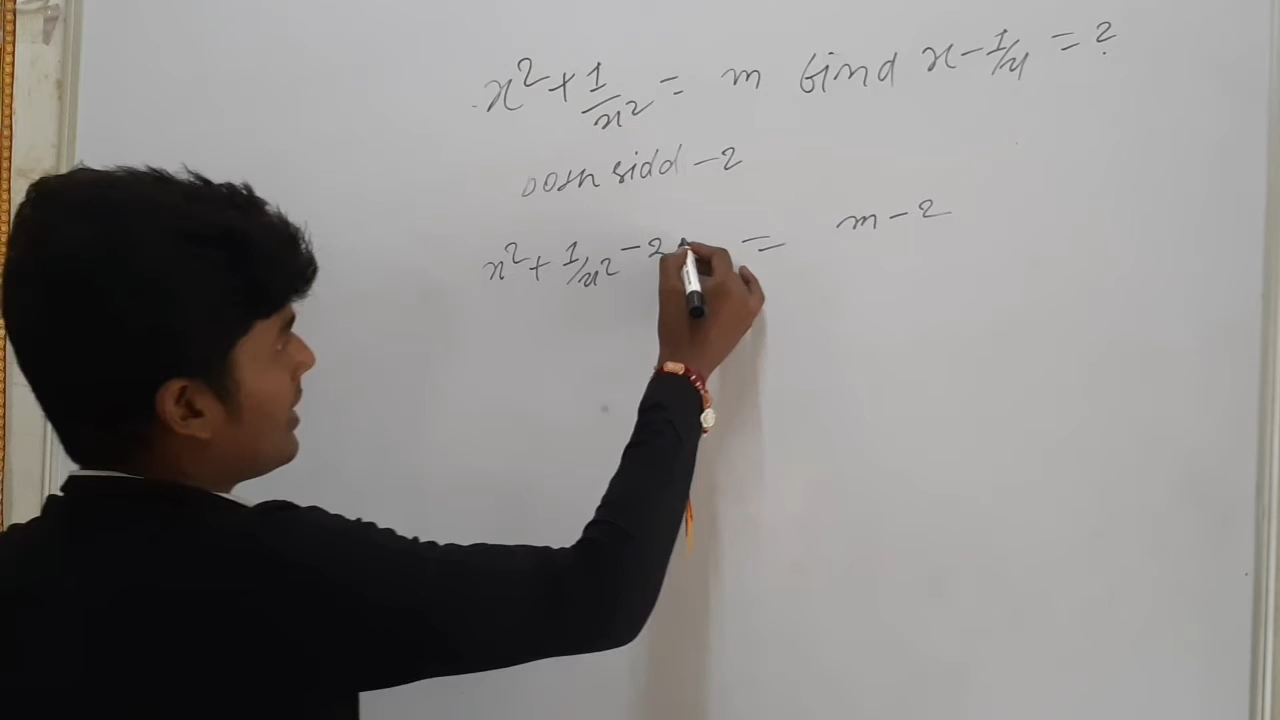 x² + 1/x² = m find x - 1/x = ?
both sidd - 2
x² + 1/x² - 2 = m - 2